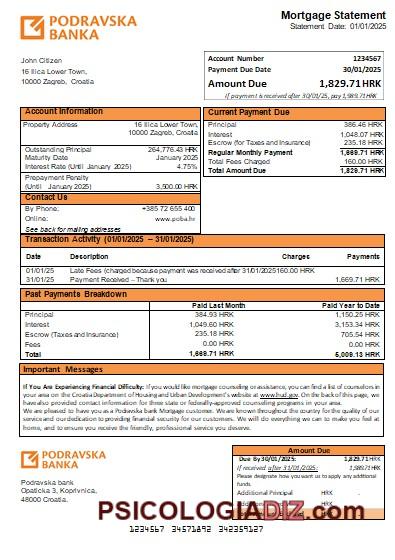 PODRAVSKA
BANKA
Mortgage Statement
Statement Date: 01/01/2025
John Citizen
16 Ilica Lower Town,
10000 Zagreb, Croatia
Account Number 1234567
Payment Due Date 30/01/2025
Amount Due 1,829.71 HRK
If payment is received after 30/01/25, pay 1,989.71HRK
Account Information
Property Address 16 Ilica Lower Town,
10000 Zagreb, Croatia
Outstanding Principal 264,776.43 HRK
Maturity Date January 2025
Interest Rate (Until January 2025) 4.75%
Prepayment Penalty
(Until January 2025) 3,500.00 HRK
Contact Us
By Phone: +385 72 655 400
Online: www.poba.hr
See back for mailing addresses
Current Payment Due
Principal 386.46 HRK
Interest 1,048.07 HRK
Escrow (for Taxes and Insurance) 235.18 HRK
Regular Monthly Payment 1,669.71 HRK
Total Fees Charged 160.00 HRK
Total Amount Due 1,829.71 HRK
Transaction Activity (01/01/2025 – 31/01/2025)
Date Description Charges Payments
01/01/25 Late Fees (charged because payment was received after 31/01/2025160.00 HRK
31/01/25 Payment Received – Thank you 1,669.71 HRK
Past Payments Breakdown
Paid Last Month Paid Year to Date
Principal 384.93 HRK 1,150.25 HRK
Interest 1,049.60 HRK 3,153.34 HRK
Escrow (Taxes and Insurance) 235.18 HRK 705.54 HRK
Fees 0.00 HRK 0.00 HRK
Total 1,669.71 HRK 5,009.13 HRK
Important Messages
If You Are Experiencing Financial Difficulty: If you would like mortgage counseling or assistance, you can find a list of counselors in
your area on the Croatia Department of Housing and Urban Development's website at www.hud.gov. On the back of this page, we
have also provided contact information for three state or federally-approved counseling programs in your area.
We are pleased to have you as a Podravska bank Mortgage customer. We are known throughout the country for the quality of our
service and our dedication to providing financial security for our customers. We will do everything we can to make you feel at
home, and to ensure you receive the friendly, professional service you deserve.
PODRAVSKA
BANKA
Podravska banka
Opaticka 3, Koprivnica,
48000 Croatia.
Amount Due
Due By 30/01/2025: 1,829.71 HRK
If received after 31/01/2025: 1,989.71HRK
Please designate how you want us to apply any additional
funds.
Additional Principal HRK .
Additional HRK .
PSICOLOGIADIZ.com
1234567 34571892 342359127